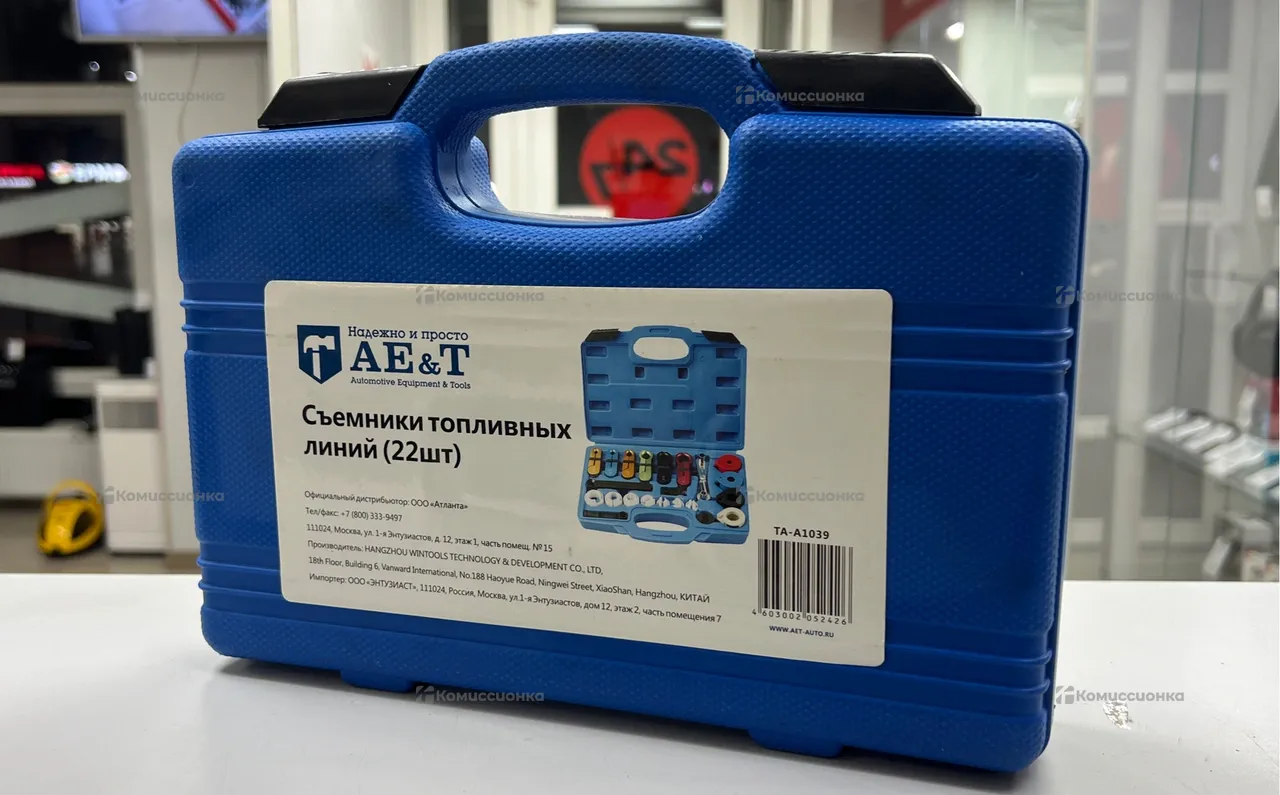 Комиссионка
Комиссионка
24
Комиссионка
Комиссионка
Надежно и просто
AE&T
Automotive Equipment & Tools
Съемники топливных
линий (22шт)
Комиссионка
Комиссионка
Официальный дистрибьютор: ООО «Атланта»
Тел/факс: +7 (800) 333-9497
111024, Москва, ул. 1-я Энтузиастов, д. 12, этаж 1, часть помещ. № 15
Производитель: HANGZHOU WINTOOLS TECHNOLOGY & DEVELOPMENT CO., LTD,
18th Floor, Building 6, Vanward International, No.188 Haoyue Road, Ningwei Street, XiaoShan, Hangzhou, КИТАЙ
Импортер: ООО «ЭНТУЗИАСТ», 111024, Россия, Москва, ул.1-я Энтузиастов, дом 12, этаж 2, часть помещения 7
TA-A1039
4 603002 052426
WWW.AET-AUTO.RU
Комиссионка
Комиссионка